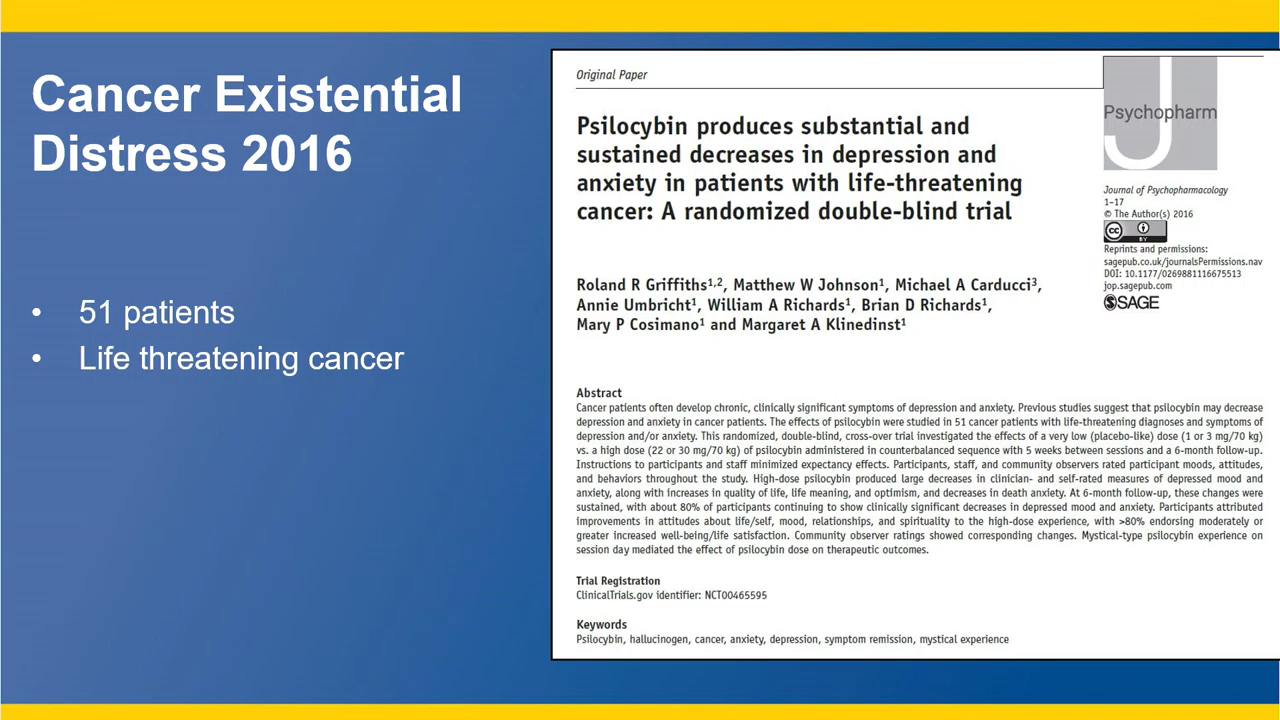 Cancer Existential
Distress 2016
• 51 patients
• Life threatening cancer
Original Paper
Psilocybin produces substantial and
sustained decreases in depression and
anxiety in patients with life-threatening
cancer: A randomized double-blind trial
J
Psychopharm
Journal of Psychopharmacology
1–17
© The Author(s) 2016
cc BY
Reprints and permissions:
sagepub.co.uk/journalsPermissions.nav
DOI: 10.1177/0269881116675513
jop.sagepub.com
SAGE
Roland R Griffiths1,2, Matthew W Johnson1, Michael A Carducci3,
Annie Umbricht1, William A Richards1, Brian D Richards1,
Mary P Cosimano1 and Margaret A Klinedinst1
Abstract
Cancer patients often develop chronic, clinically significant symptoms of depression and anxiety. Previous studies suggest that psilocybin may decrease
depression and anxiety in cancer patients. The effects of psilocybin were studied in 51 cancer patients with life-threatening diagnoses and symptoms of
depression and/or anxiety. This randomized, double-blind, cross-over trial investigated the effects of a very low (placebo-like) dose (1 or 3 mg/70 kg)
vs. a high dose (22 or 30 mg/70 kg) of psilocybin administered in counterbalanced sequence with 5 weeks between sessions and a 6-month follow-up.
Instructions to participants and staff minimized expectancy effects. Participants, staff, and community observers rated participant moods, attitudes,
and behaviors throughout the study. High-dose psilocybin produced large decreases in clinician- and self-rated measures of depressed mood and
anxiety, along with increases in quality of life, life meaning, and optimism, and decreases in death anxiety. At 6-month follow-up, these changes were
sustained, with about 80% of participants continuing to show clinically significant decreases in depressed mood and anxiety. Participants attributed
improvements in attitudes about life/self, mood, relationships, and spirituality to the high-dose experience, with >80% endorsing moderately or
greater increased well-being/life satisfaction. Community observer ratings showed corresponding changes. Mystical-type psilocybin experience on
session day mediated the effect of psilocybin dose on therapeutic outcomes.
Trial Registration
ClinicalTrials.gov identifier: NCT00465595
Keywords
Psilocybin, hallucinogen, cancer, anxiety, depression, symptom remission, mystical experience